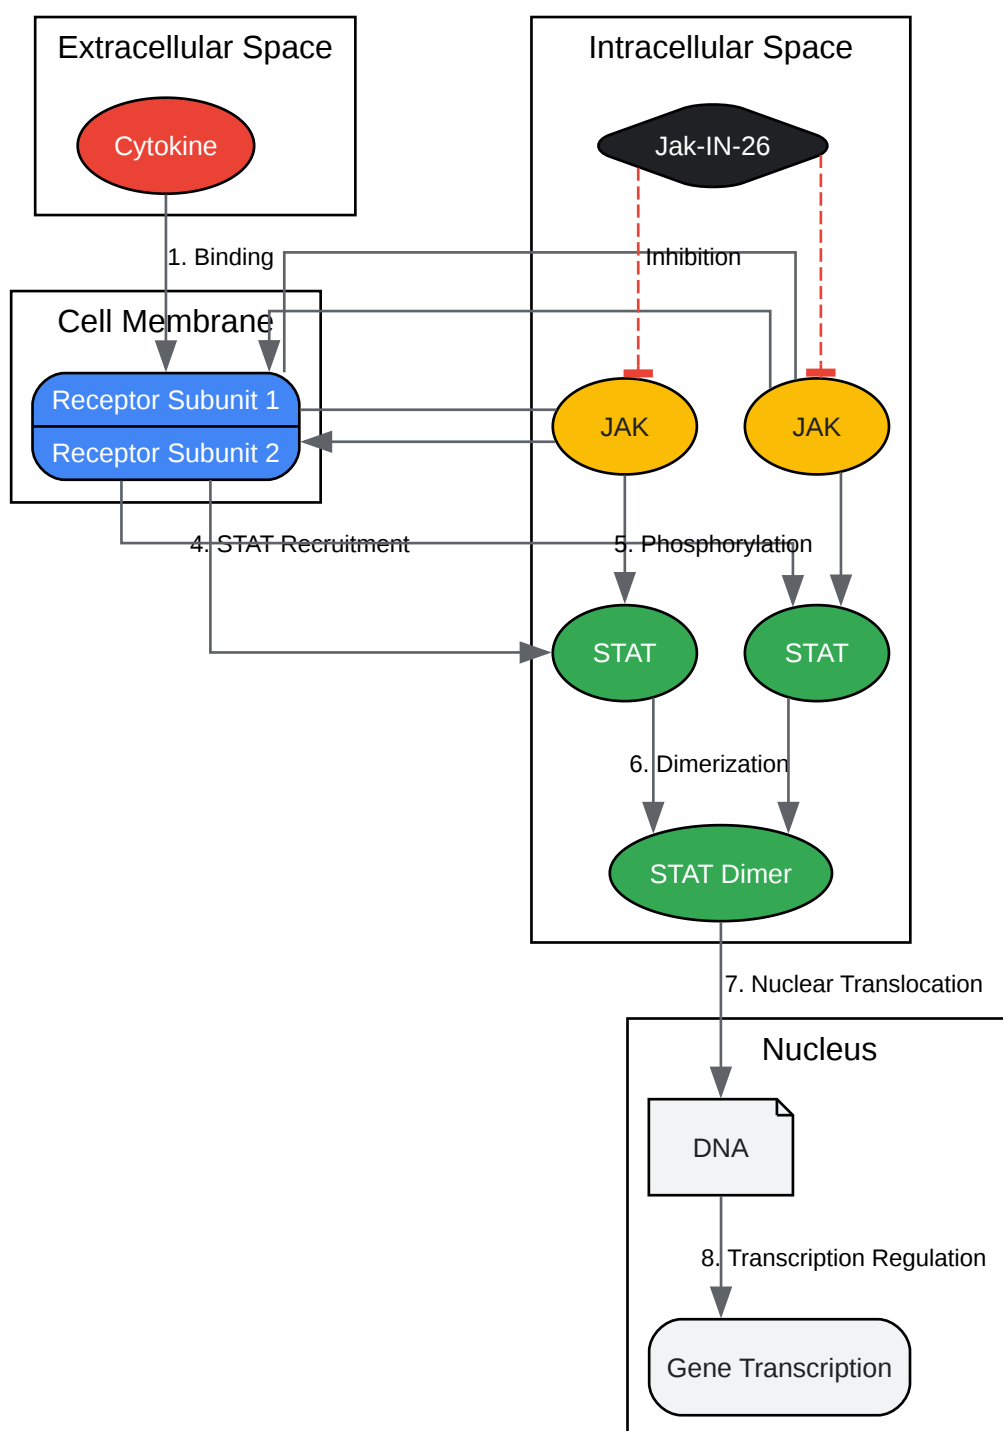 Extracellular Space
Intracellular Space
Cytokine
Jak-IN-26
1. Binding
Inhibition
Cell Membrane
Receptor Subunit 1
Receptor Subunit 2
JAK
JAK
4. STAT Recruitment
5. Phosphorylation
STAT
STAT
6. Dimerization
STAT Dimer
7. Nuclear Translocation
Nucleus
DNA
8. Transcription Regulation
Gene Transcription